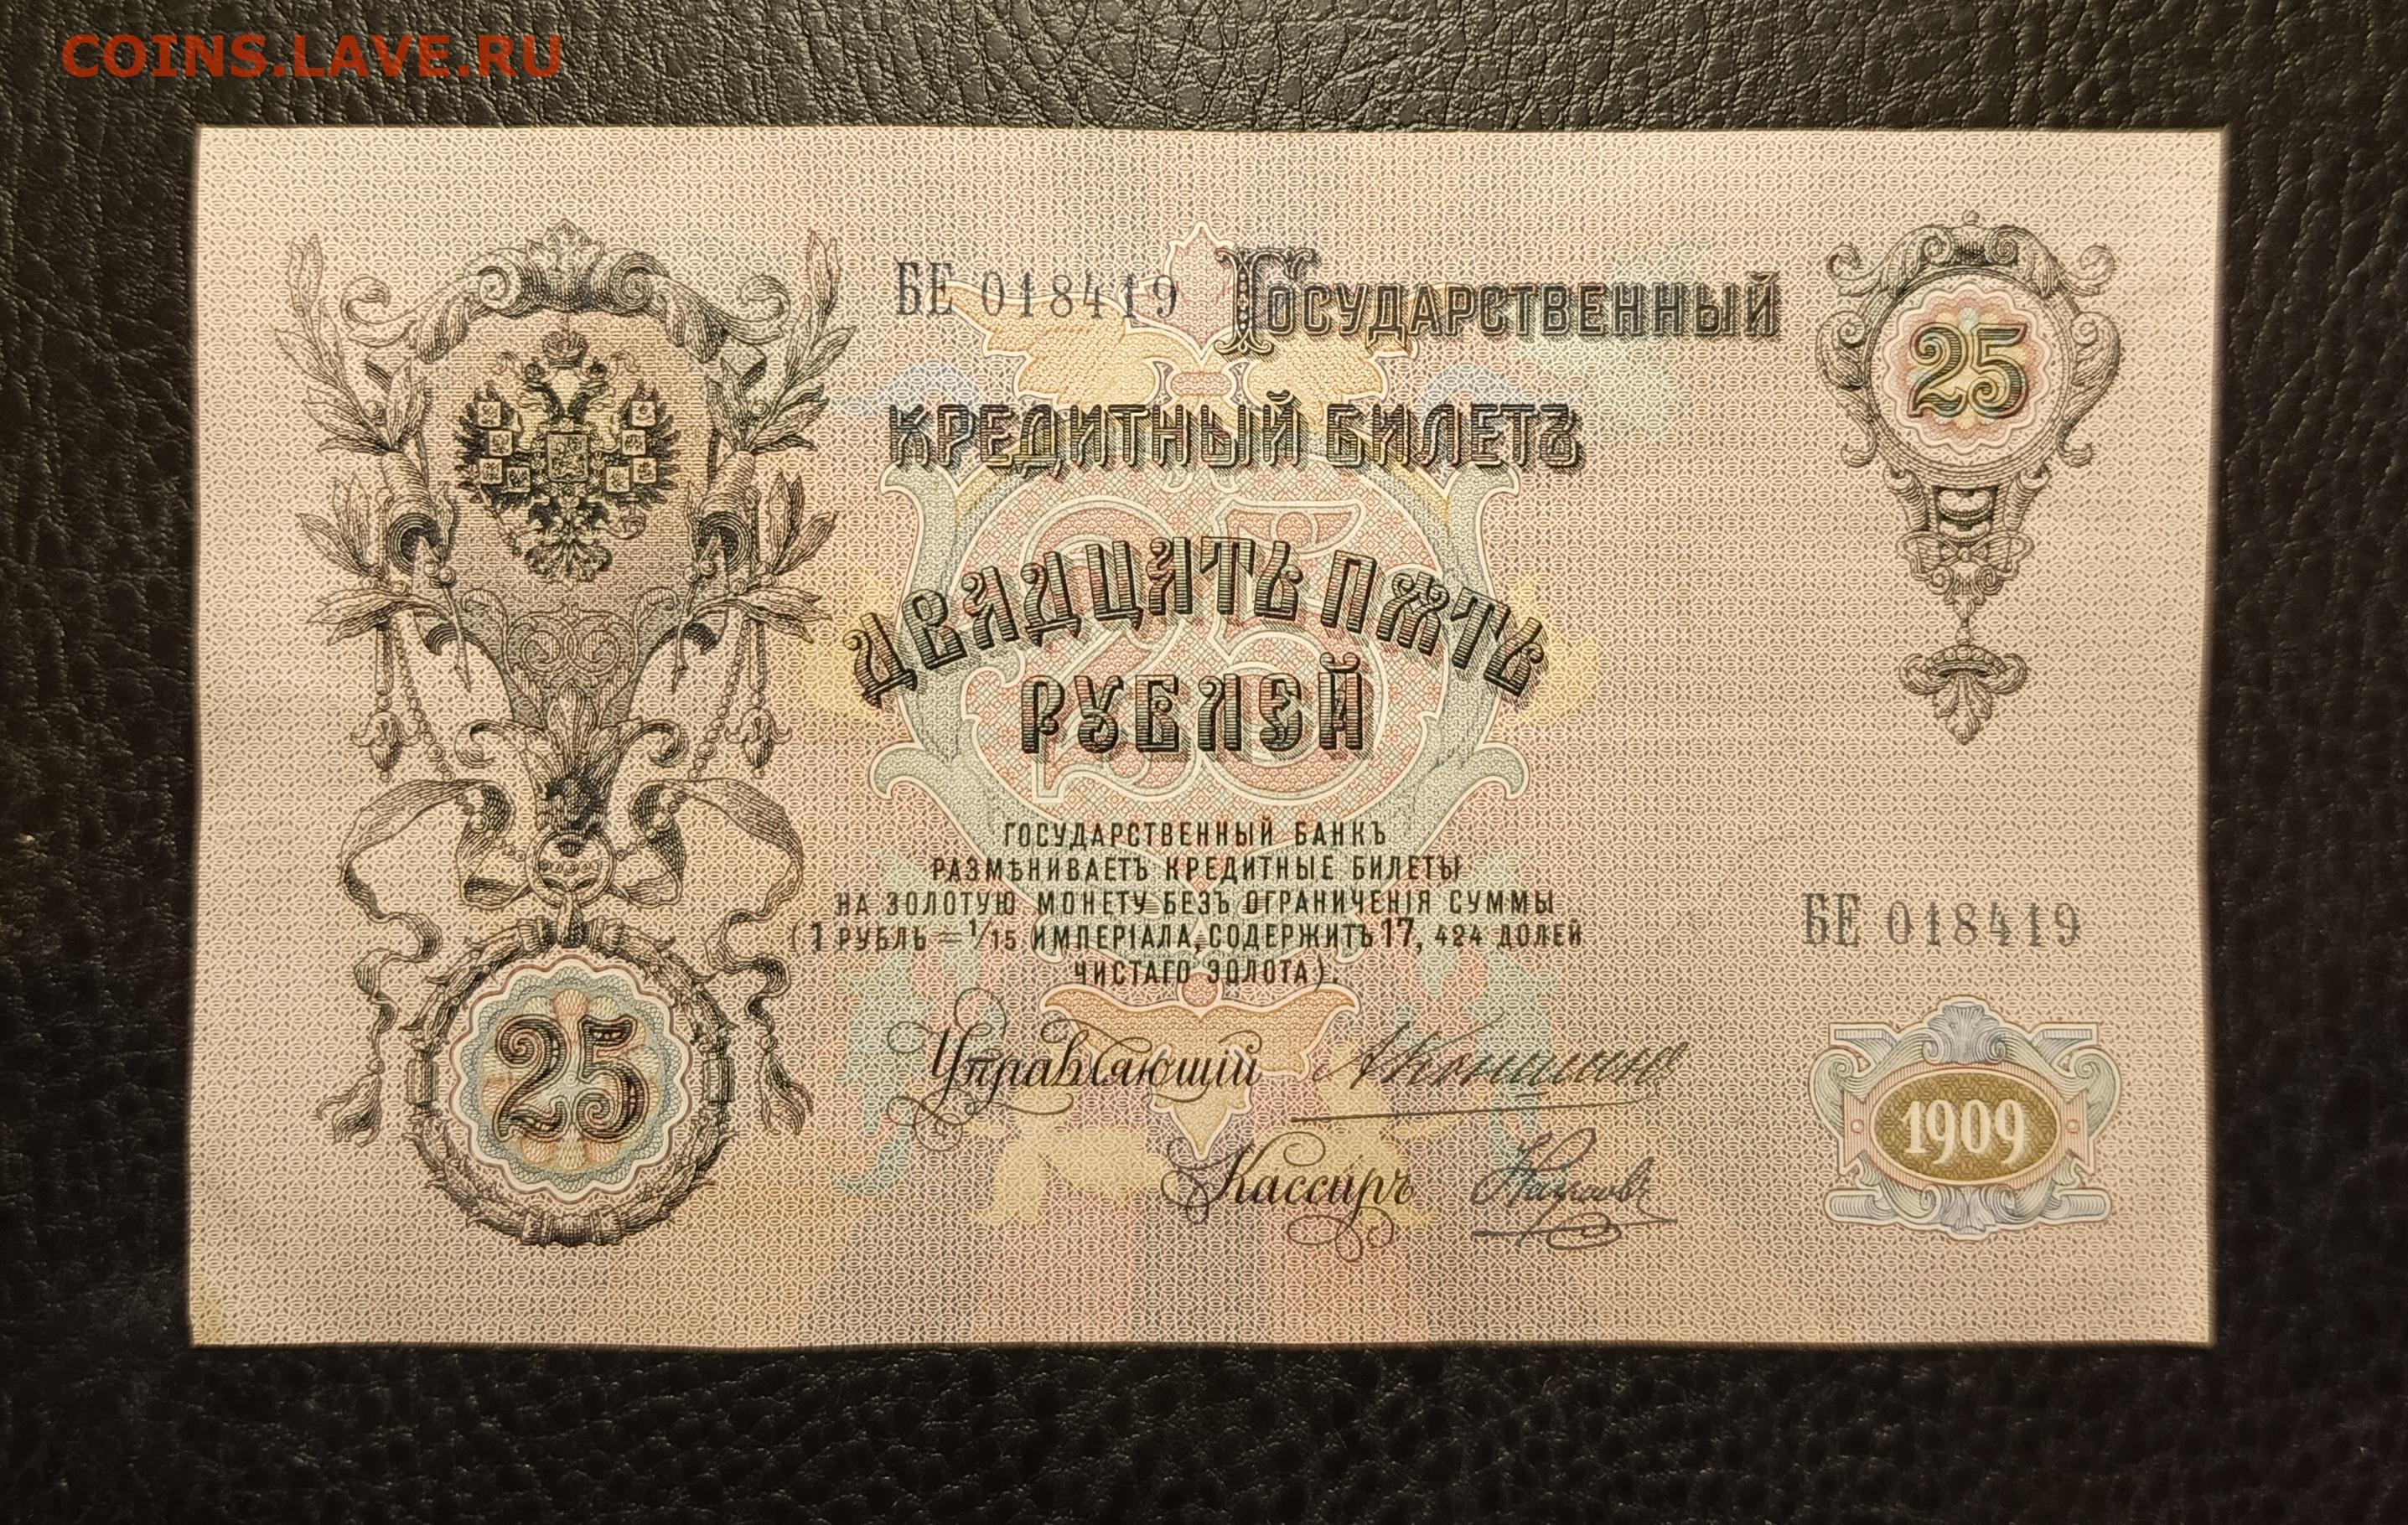 COINS.LAVE.RU
БЕ 018419 ГОСУДАРСТВЕННЫЙ
25
КРЕДИТНЫЙ БИЛЕТЪ
25
ДВАДЦАТЬ ПѦТЬ
РУБЛЕЙ
ГОСУДАРСТВЕННЫЙ БАНКЪ
РАЗМѢНИВАЕТЪ КРЕДИТНЫЕ БИЛЕТЫ
НА ЗОЛОТУЮ МОНЕТУ БЕЗЪ ОГРАНИЧЕНІЯ СУММЫ
(1 РУБЛЬ = 1/15 ИМПЕРІАЛА, СОДЕРЖИТЪ 17, 424 ДОЛЕЙ
ЧИСТАГО ЗОЛОТА).
БЕ 018419
25
Управляющій
Кассиръ
1909